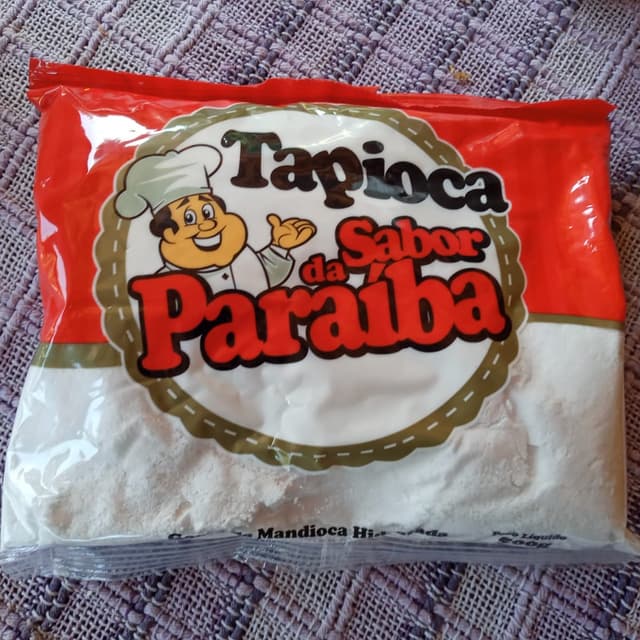 Tapioca
Sabor
da
Paraíba
Mandioca